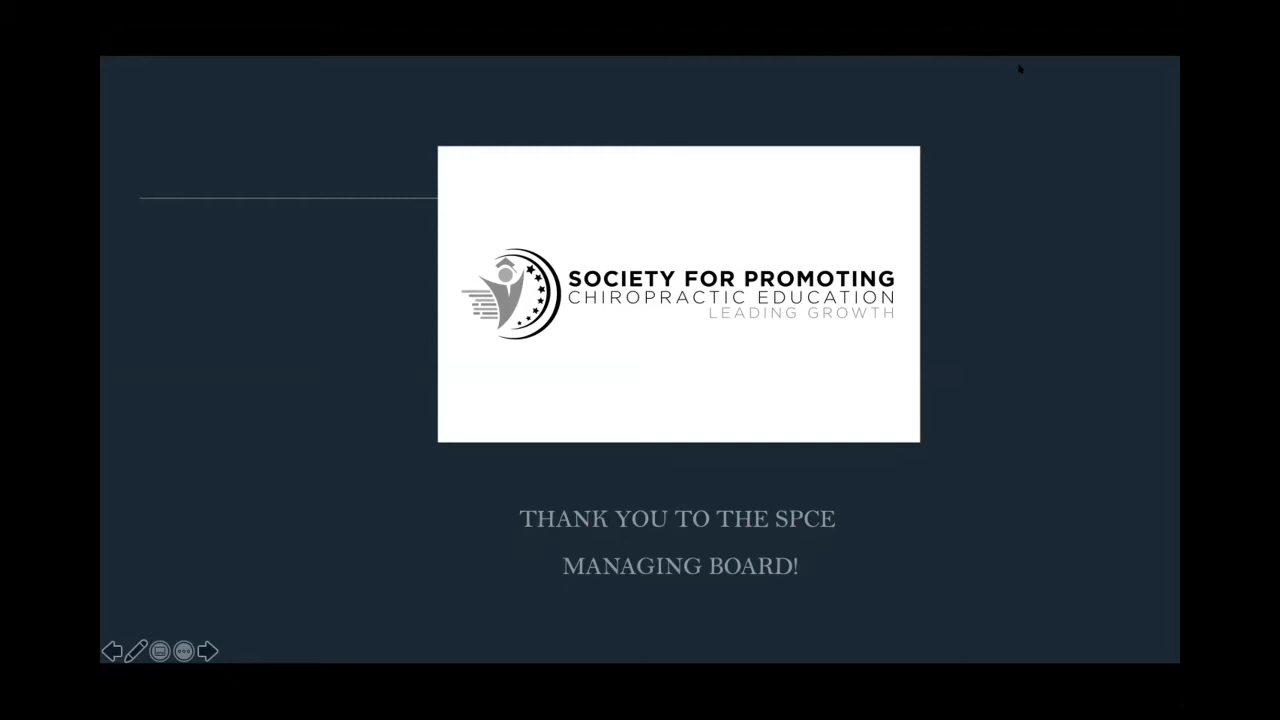 SOCIETY FOR PROMOTING
CHIROPRACTIC EDUCATION
LEADING GROWTH
THANK YOU TO THE SPCE
MANAGING BOARD!